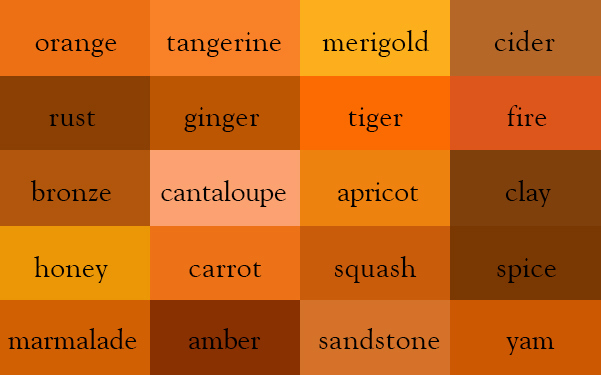 orange tangerine merigold cider
rust ginger tiger fire
bronze cantaloupe apricot clay
honey carrot squash spice
marmalade amber sandstone yam